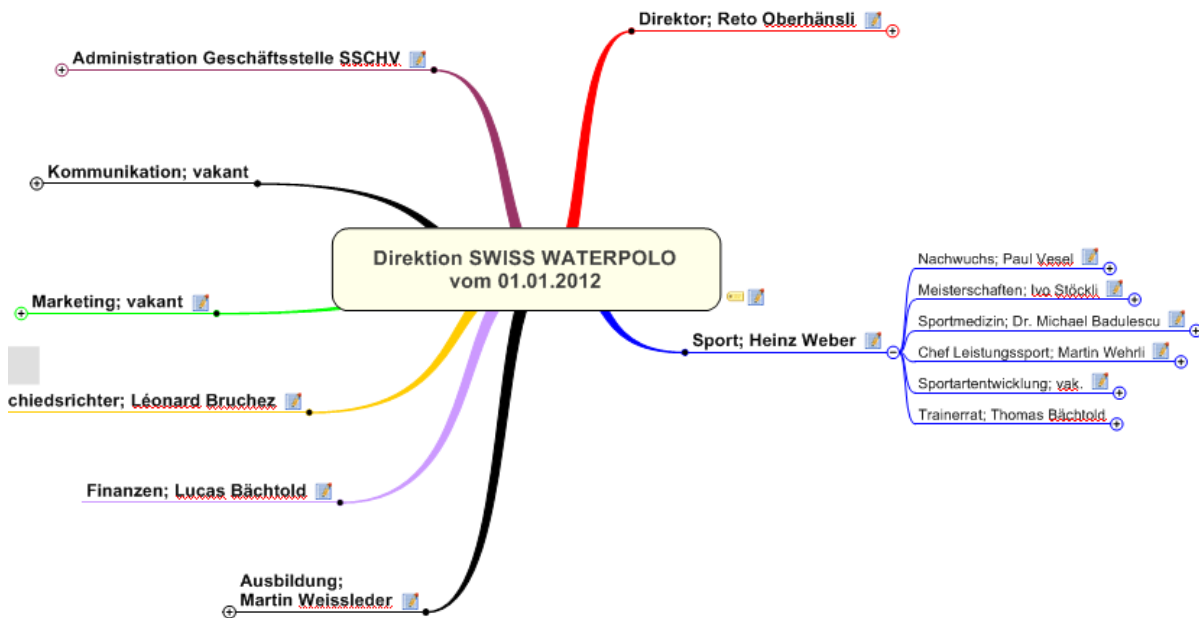 Direktor; Reto Oberhänsli
Administration Geschäftsstelle SSCHV
Kommunikation; vakant
Direktion SWISS WATERPOLO
vom 01.01.2012
Marketing; vakant
Sport; Heinz Weber
Nachwuchs; Paul Vesel
Meisterschaften; Ivo Stöckli
Sportmedizin; Dr. Michael Badulescu
Chef Leistungssport; Martin Wehrli
Sportartentwicklung; vak.
Trainerrat; Thomas Bächtold
chiedsrichter; Léonard Bruchez
Finanzen; Lucas Bächtold
Ausbildung;
Martin Weissleder